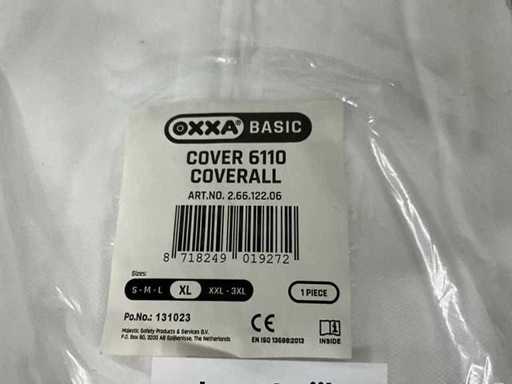 OXXA® BASIC
COVER 6110
COVERALL
ART.NO. 2.66.122.06
8 718249 019272
Sizes:
S - M - L XL XXL - 3XL 1 PIECE
Po.No.: 131023
Majestic Safety Products & Services B.V.
P.O. Box 80, 3200 AB Spijkenisse, The Netherlands
CE
EN ISO 13688:2013
INSIDE